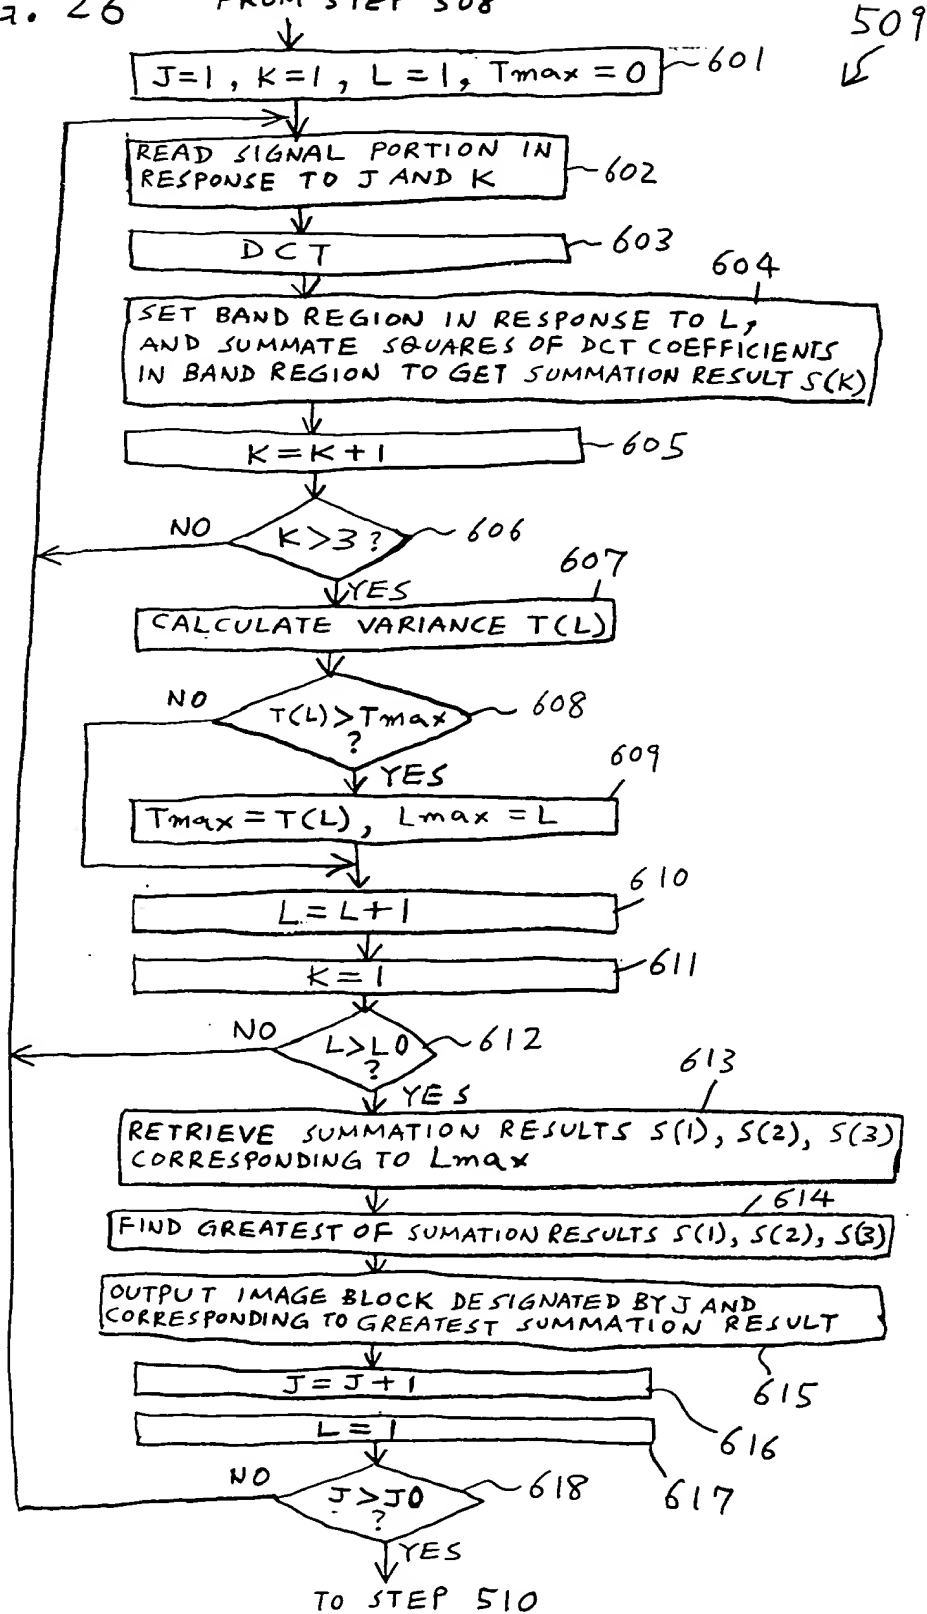 26
FROM STEP 508
509
J=1, K=1, L=1, Tmax=0
601
READ SIGNAL PORTION IN
RESPONSE TO J AND K
602
DCT
603
604
SET BAND REGION IN RESPONSE TO L,
AND SUMMATE SQUARES OF DCT COEFFICIENTS
IN BAND REGION TO GET SUMMATION RESULT S(K)
K=K+1
605
NO
K>3?
606
YES
607
CALCULATE VARIANCE T(L)
NO
T(L)>Tmax
?
608
YES
609
Tmax=T(L), Lmax=L
610
L=L+1
K=1
611
NO
L>L0
?
612
YES
613
RETRIEVE SUMMATION RESULTS S(1), S(2), S(3)
CORRESPONDING TO Lmax
614
FIND GREATEST OF SUMATION RESULTS S(1), S(2), S(3)
OUTPUT IMAGE BLOCK DESIGNATED BY J AND
CORRESPONDING TO GREATEST SUMMATION RESULT
615
J=J+1
616
L=1
617
NO
J>J0
?
618
YES
TO STEP 510